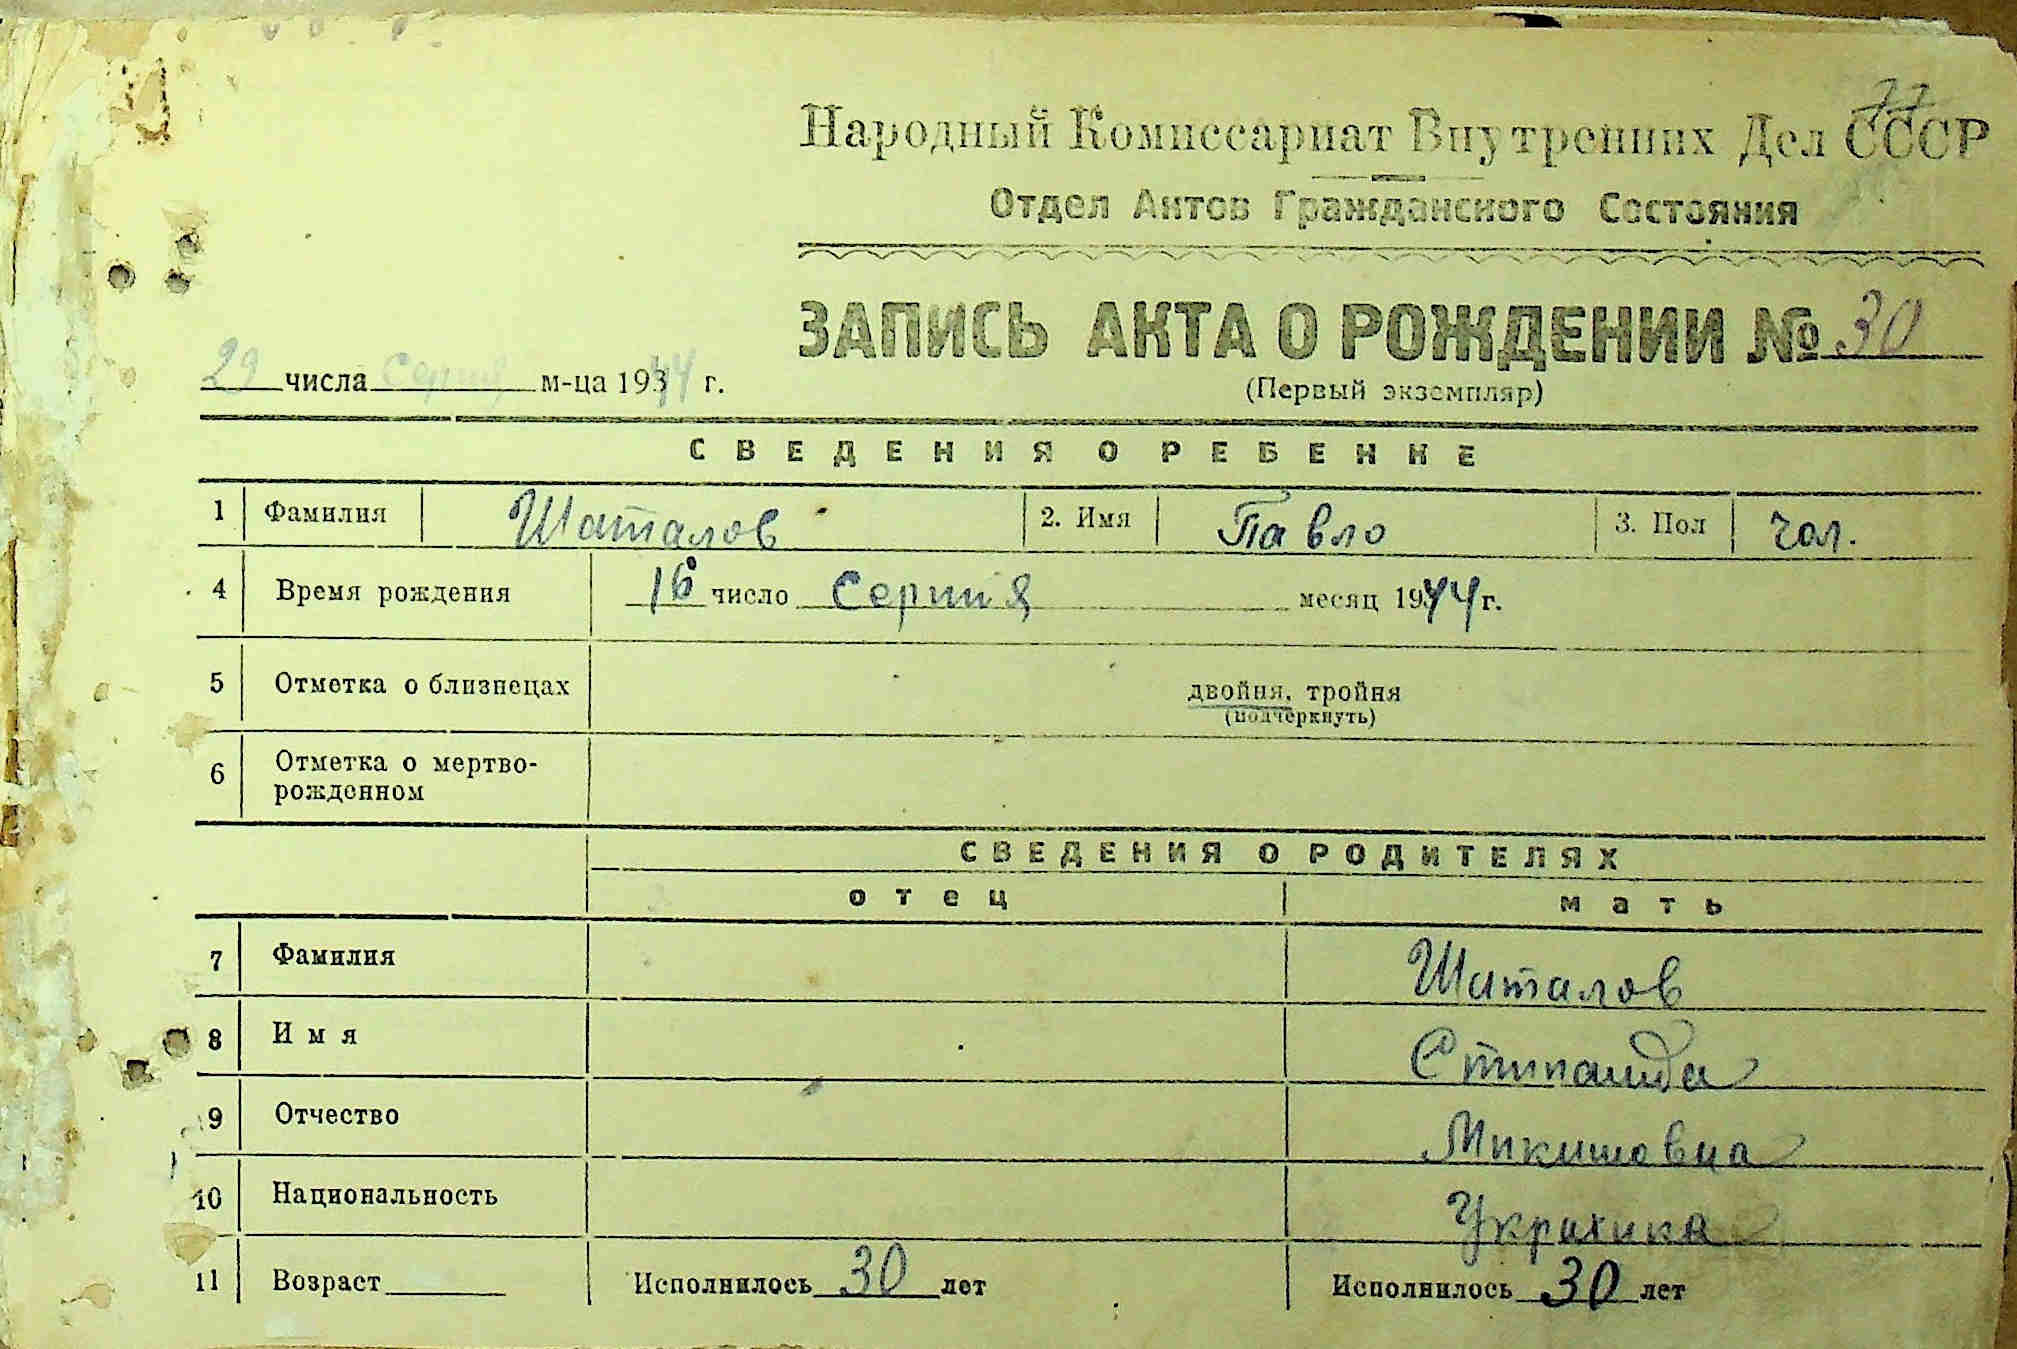 77
Народный Комиссариат Внутренних Дел СССР
Отдел Актов Гражданского Состояния
ЗАПИСЬ АКТА О РОЖДЕНИИ № 30
(Первый экземпляр)
29 числа Серпня м-ца 1944 г.
СВЕДЕНИЯ О РЕБЕНКЕ
1 Фамилия Шаталов 2. Имя Павло 3. Пол чол.
4 Время рождения 16 число Серпня месяц 1944 г.
5 Отметка о близнецах двойня, тройня
(подчеркнуть)
6 Отметка о мертво-
рожденном
СВЕДЕНИЯ О РОДИТЕЛЯХ
отец мать
7 Фамилия Шаталов
8 Имя Стипанида
9 Отчество
10 Национальность Украхика
11 Возраст Исполнилось 30 лет Исполнилось 30 лет